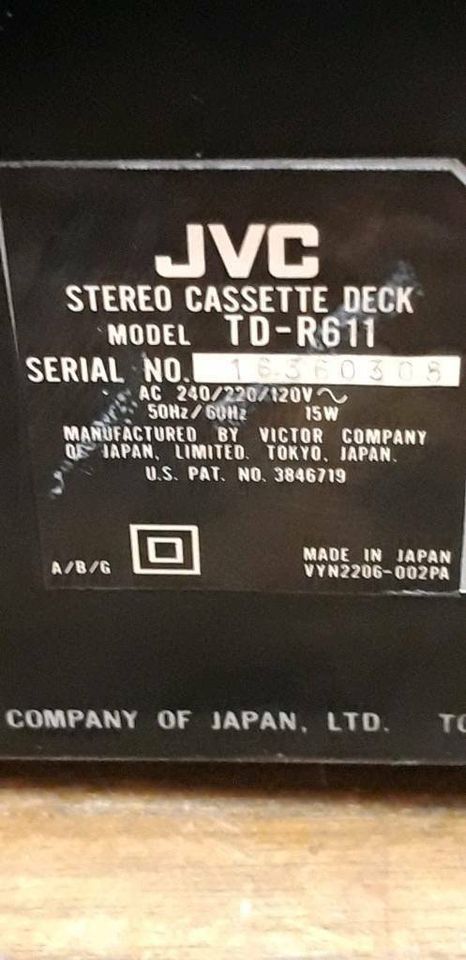 JVC
STEREO CASSETTE DECK
MODEL TD-R611
SERIAL NO. 16360308
AC 240/220/120V~
50Hz/60Hz 15W
MANUFACTURED BY VICTOR COMPANY
OF JAPAN, LIMITED. TOKYO, JAPAN.
U.S. PAT. NO. 3846719
A/B/G
MADE IN JAPAN
VYN2206-002PA
COMPANY OF JAPAN, LTD. TO